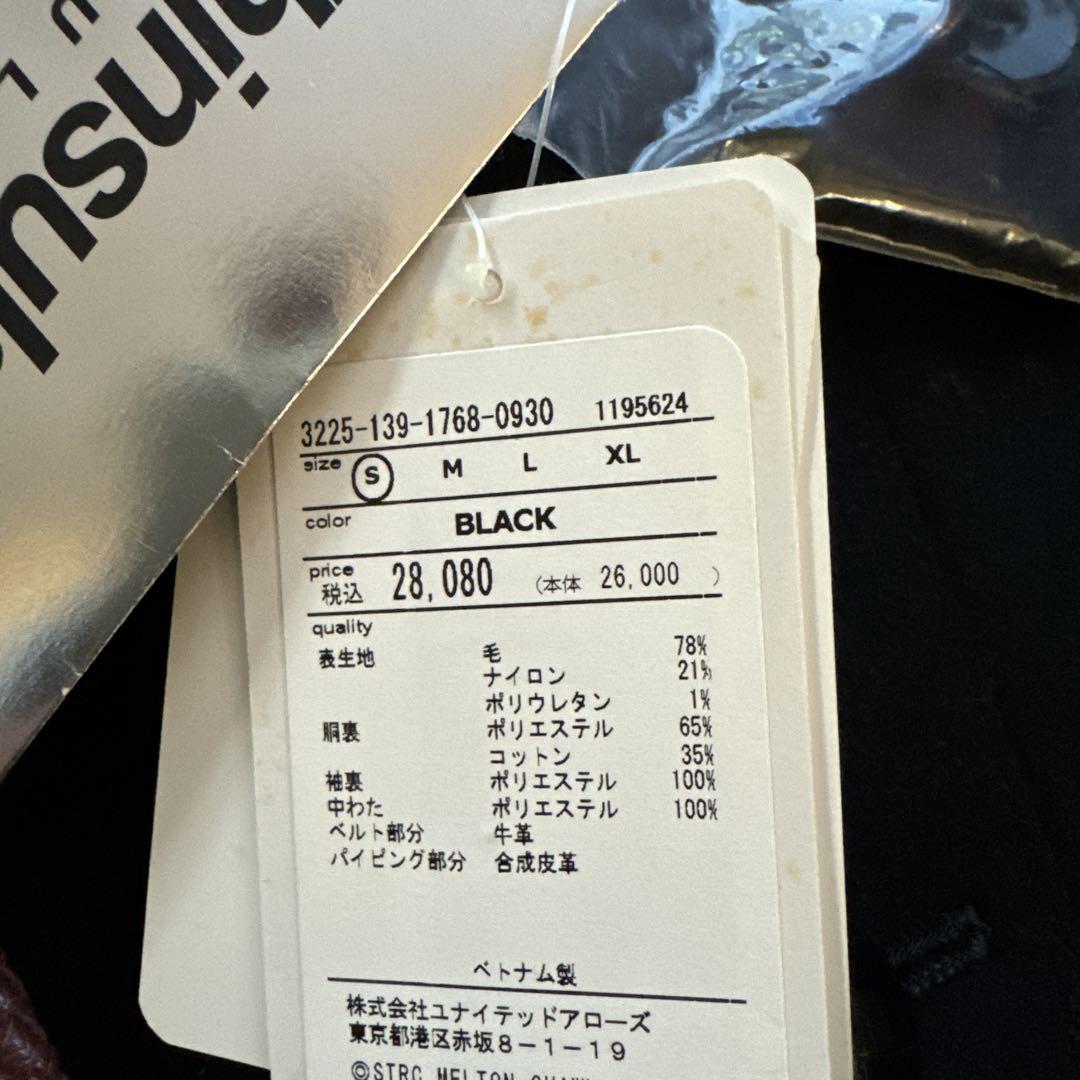 3225-139-1768-0930 1195624
size S M L XL
color BLACK
price
税込 28,080 (本体 26,000 )
quality
表生地 毛 78%
ナイロン 21%
ポリウレタン 1%
胴裏 ポリエステル 65%
コットン 35%
袖裏 ポリエステル 100%
中わた ポリエステル 100%
ベルト部分 牛革
パイピング部分 合成皮革
ベトナム製
株式会社ユナイテッドアローズ
東京都港区赤坂8-1-19
©STRC MELTON